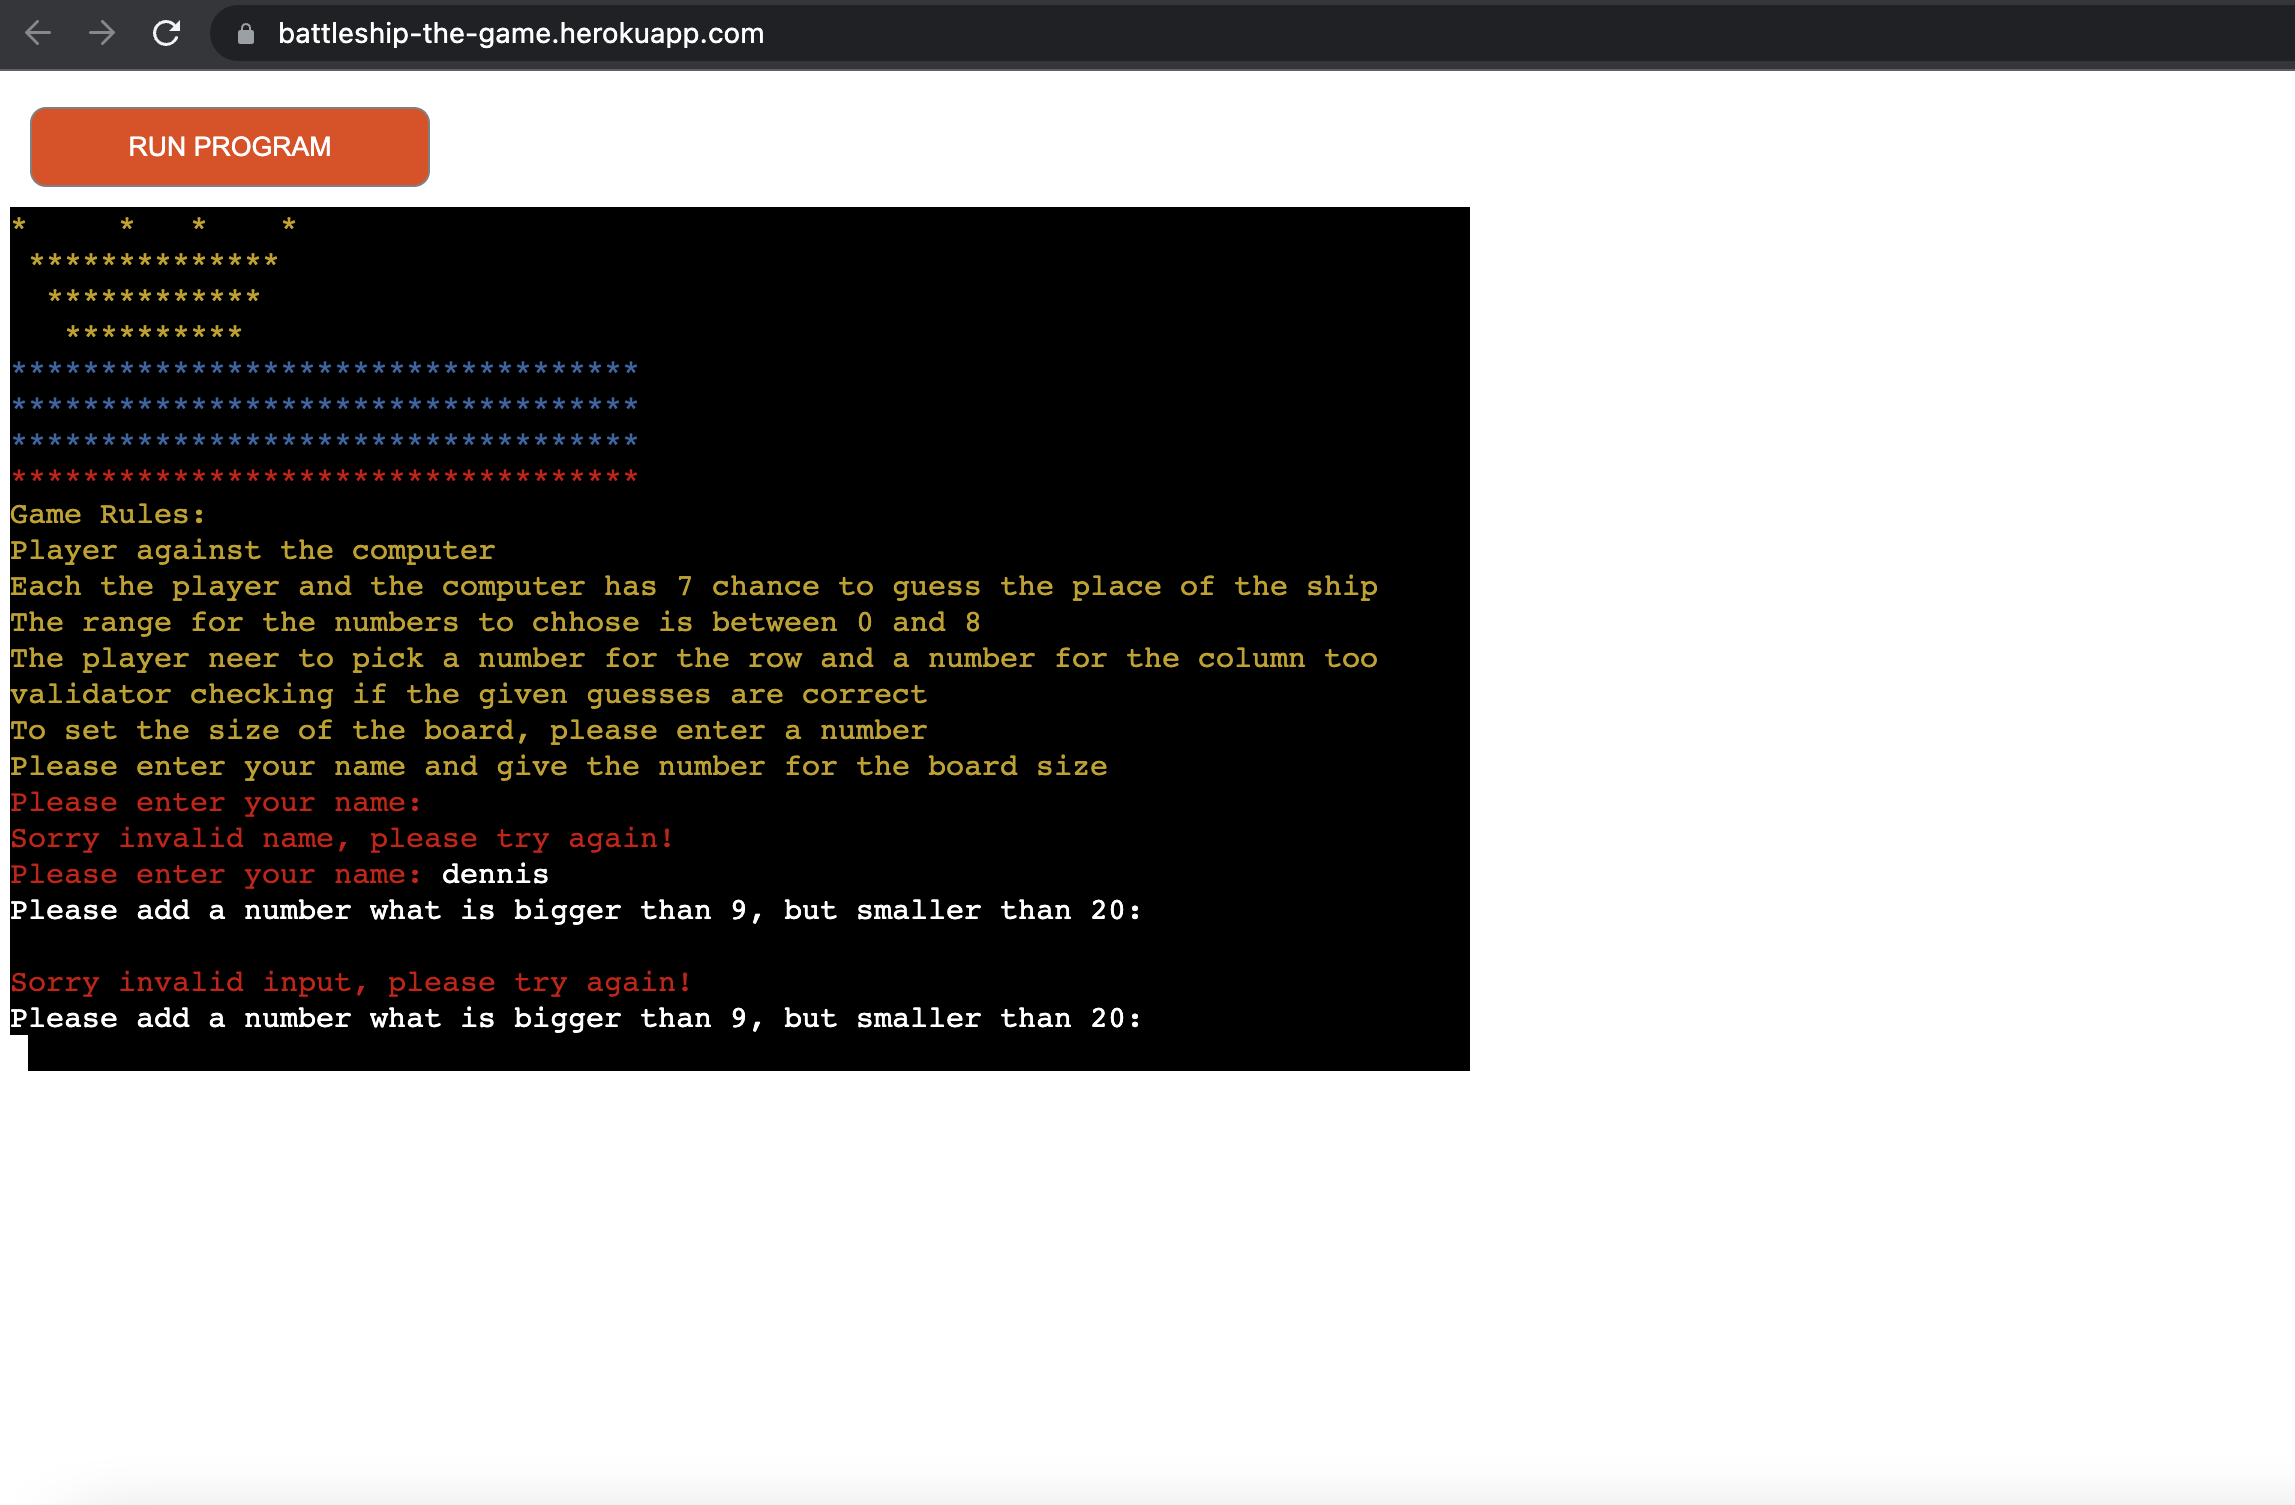 battleship-the-game.herokuapp.com
RUN PROGRAM
*     *   *    *
 **************
  ************
   **********
***********************************
***********************************
***********************************
***********************************
Game Rules:
Player against the computer
Each the player and the computer has 7 chance to guess the place of the ship
The range for the numbers to chhose is between 0 and 8
The player neer to pick a number for the row and a number for the column too
validator checking if the given guesses are correct
To set the size of the board, please enter a number
Please enter your name and give the number for the board size
Please enter your name:
Sorry invalid name, please try again!
Please enter your name: dennis
Please add a number what is bigger than 9, but smaller than 20:
Sorry invalid input, please try again!
Please add a number what is bigger than 9, but smaller than 20: